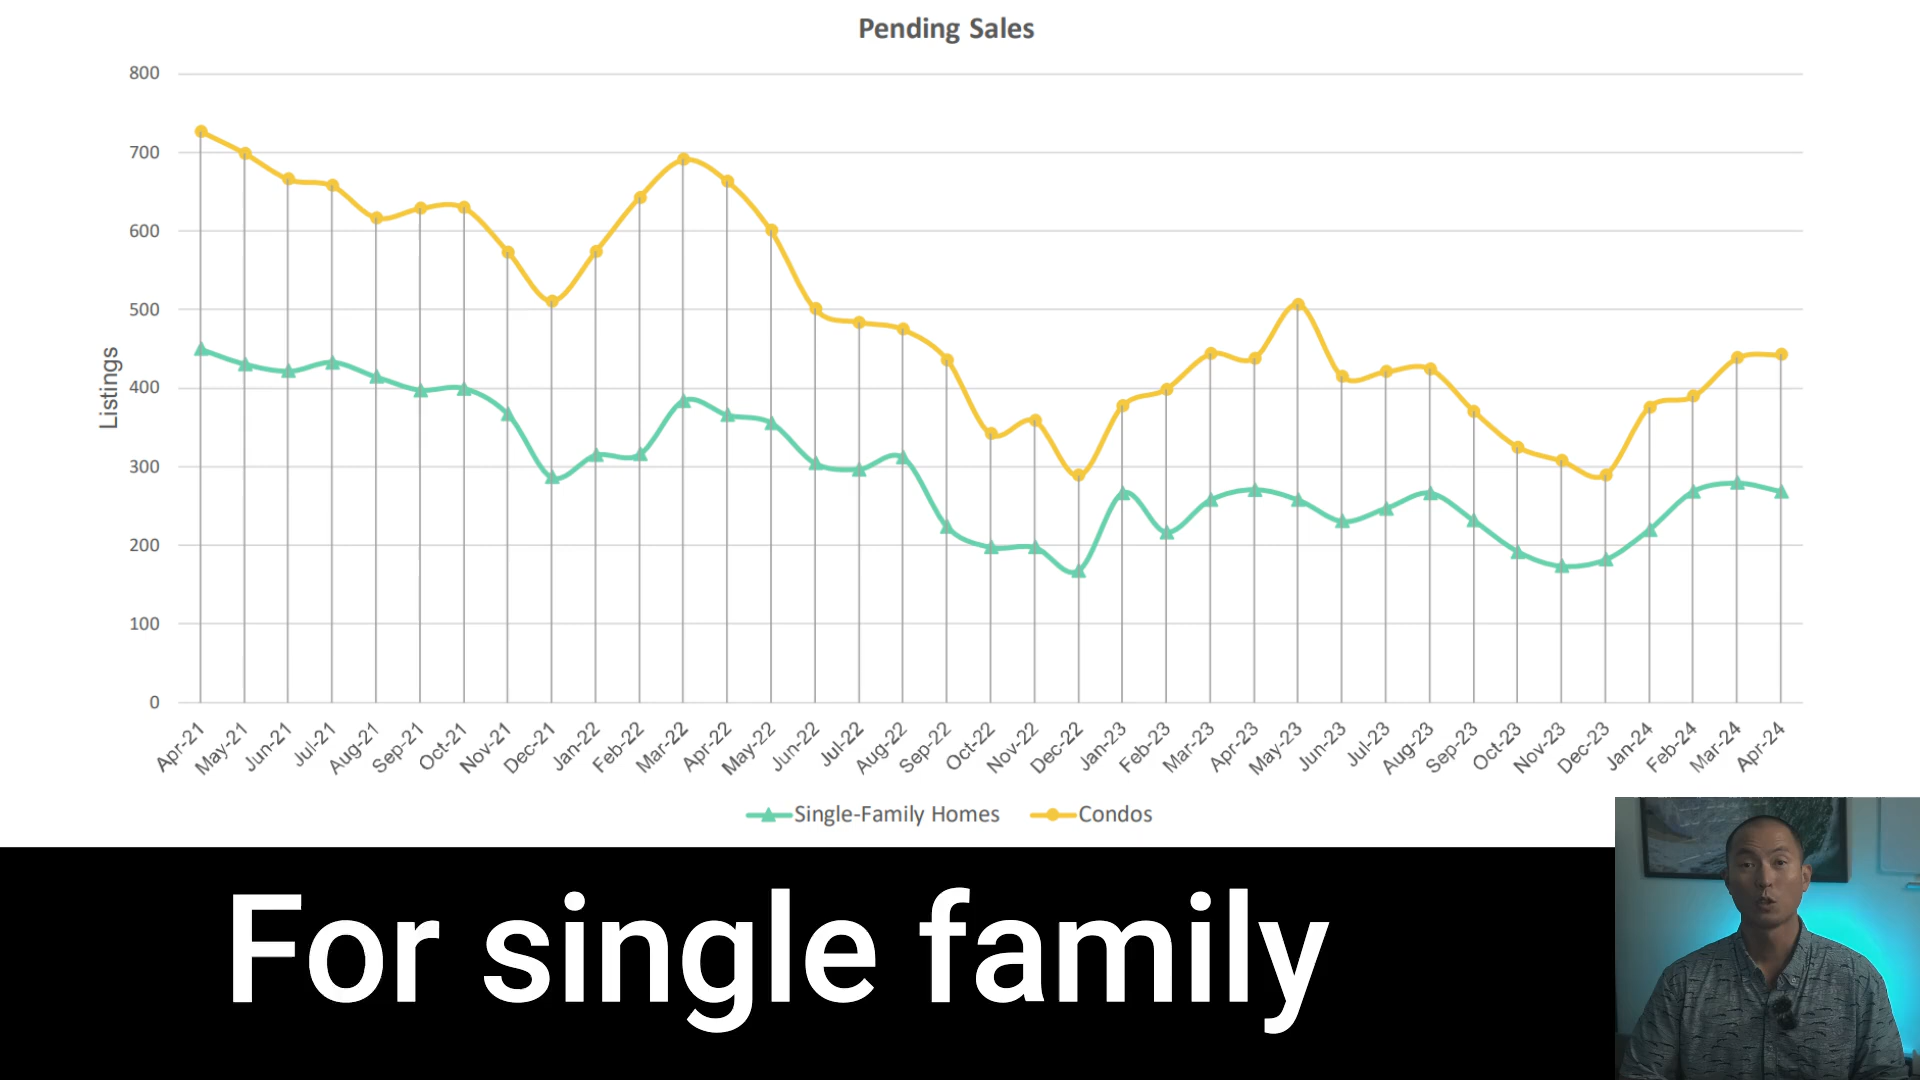 Pending Sales
800
700
600
500
400
300
200
100
0
Listings
Apr-21
May-21
Jun-21
Jul-21
Aug-21
Sep-21
Oct-21
Nov-21
Dec-21
Jan-22
Feb-22
Mar-22
Apr-22
May-22
Jun-22
Jul-22
Aug-22
Sep-22
Oct-22
Nov-22
Dec-22
Jan-23
Feb-23
Mar-23
Apr-23
May-23
Jun-23
Jul-23
Aug-23
Sep-23
Oct-23
Nov-23
Dec-23
Jan-24
Feb-24
Mar-24
Apr-24
Single-Family Homes
Condos
For single family